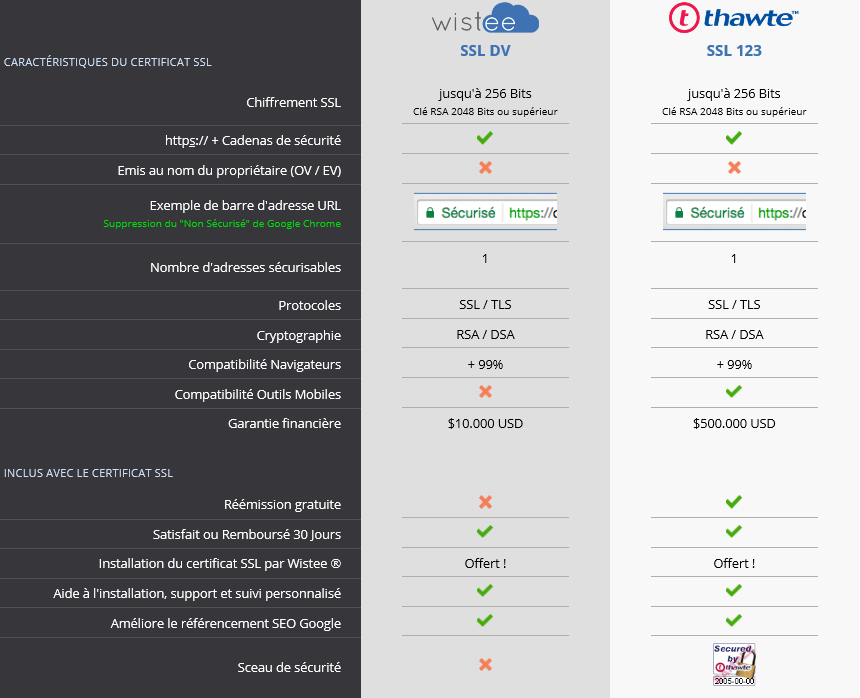 wistee
thawte™
SSL DV
SSL 123
CARACTÉRISTIQUES DU CERTIFICAT SSL
Chiffrement SSL
jusqu'à 256 Bits
Clé RSA 2048 Bits ou supérieur
jusqu'à 256 Bits
Clé RSA 2048 Bits ou supérieur
https:// + Cadenas de sécurité
Emis au nom du propriétaire (OV / EV)
Exemple de barre d'adresse URL
Suppression du "Non Sécurisé" de Google Chrome
Sécurisé https://
Sécurisé https://
Nombre d'adresses sécurisables
1
1
Protocoles
SSL / TLS
SSL / TLS
Cryptographie
RSA / DSA
RSA / DSA
Compatibilité Navigateurs
+ 99%
+ 99%
Compatibilité Outils Mobiles
Garantie financière
$10.000 USD
$500.000 USD
INCLUS AVEC LE CERTIFICAT SSL
Réémission gratuite
Satisfait ou Remboursé 30 Jours
Installation du certificat SSL par Wistee ®
Offert !
Offert !
Aide à l'installation, support et suivi personnalisé
Améliore le référencement SEO Google
Sceau de sécurité
Secured
by
thawte
2005-00-00